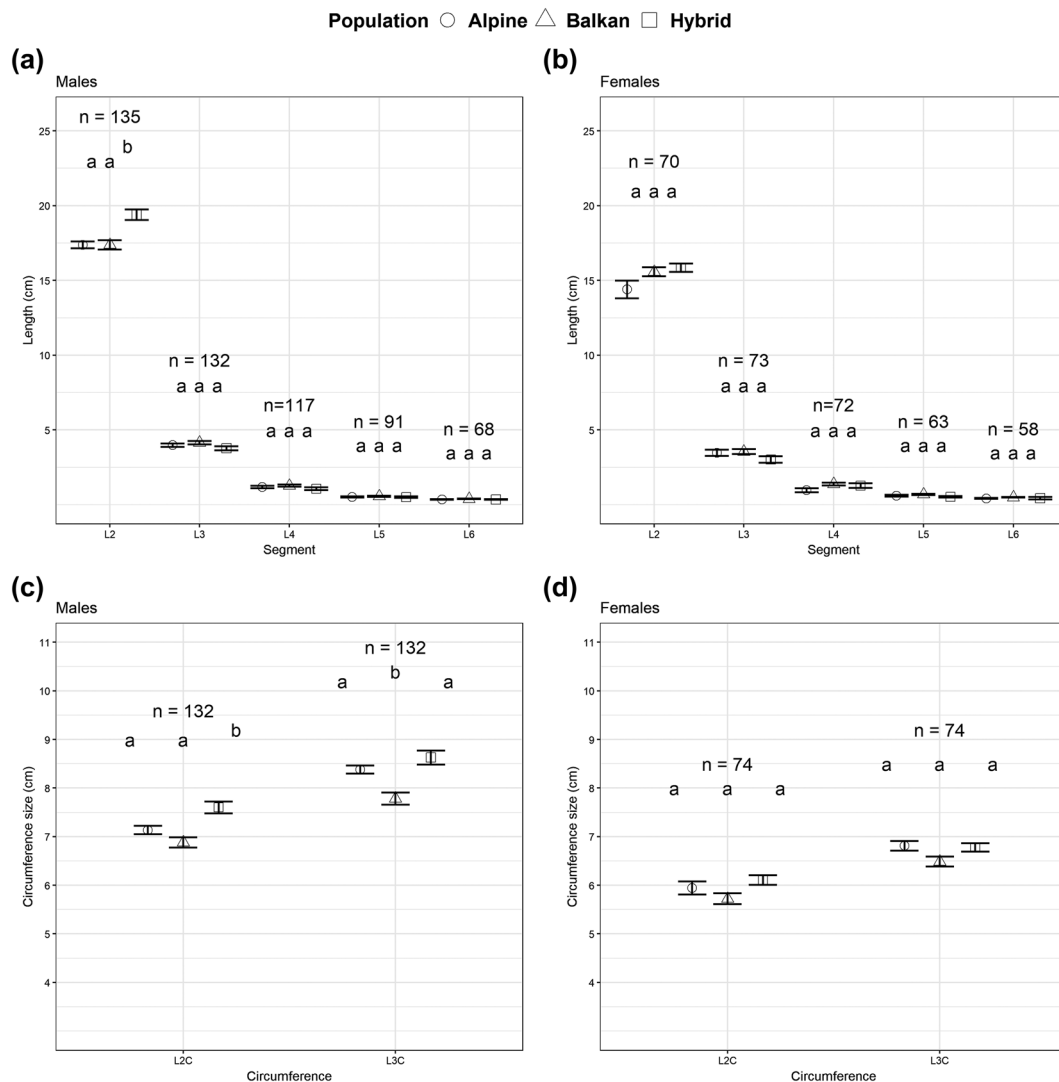 Population Alpine Balkan Hybrid
(a)
Males
n = 135
b
a a
n = 132
a a a
n=117
a a a
n = 91
a a a
n = 68
a a a
25
20
15
10
5
Length (cm)
L2 L3 L4 L5 L6
Segment
(b)
Females
n = 70
a a a
n = 73
a a a
n=72
a a a
n = 63
a a a
n = 58
a a a
25
20
15
10
5
Length (cm)
L2 L3 L4 L5 L6
Segment
(c)
Males
n = 132
a a b
n = 132
a b a
11
10
9
8
7
6
5
4
Circumference size (cm)
L2C L3C
Circumference
(d)
Females
n = 74
a a a
n = 74
a a a
11
10
9
8
7
6
5
4
Circumference size (cm)
L2C L3C
Circumference